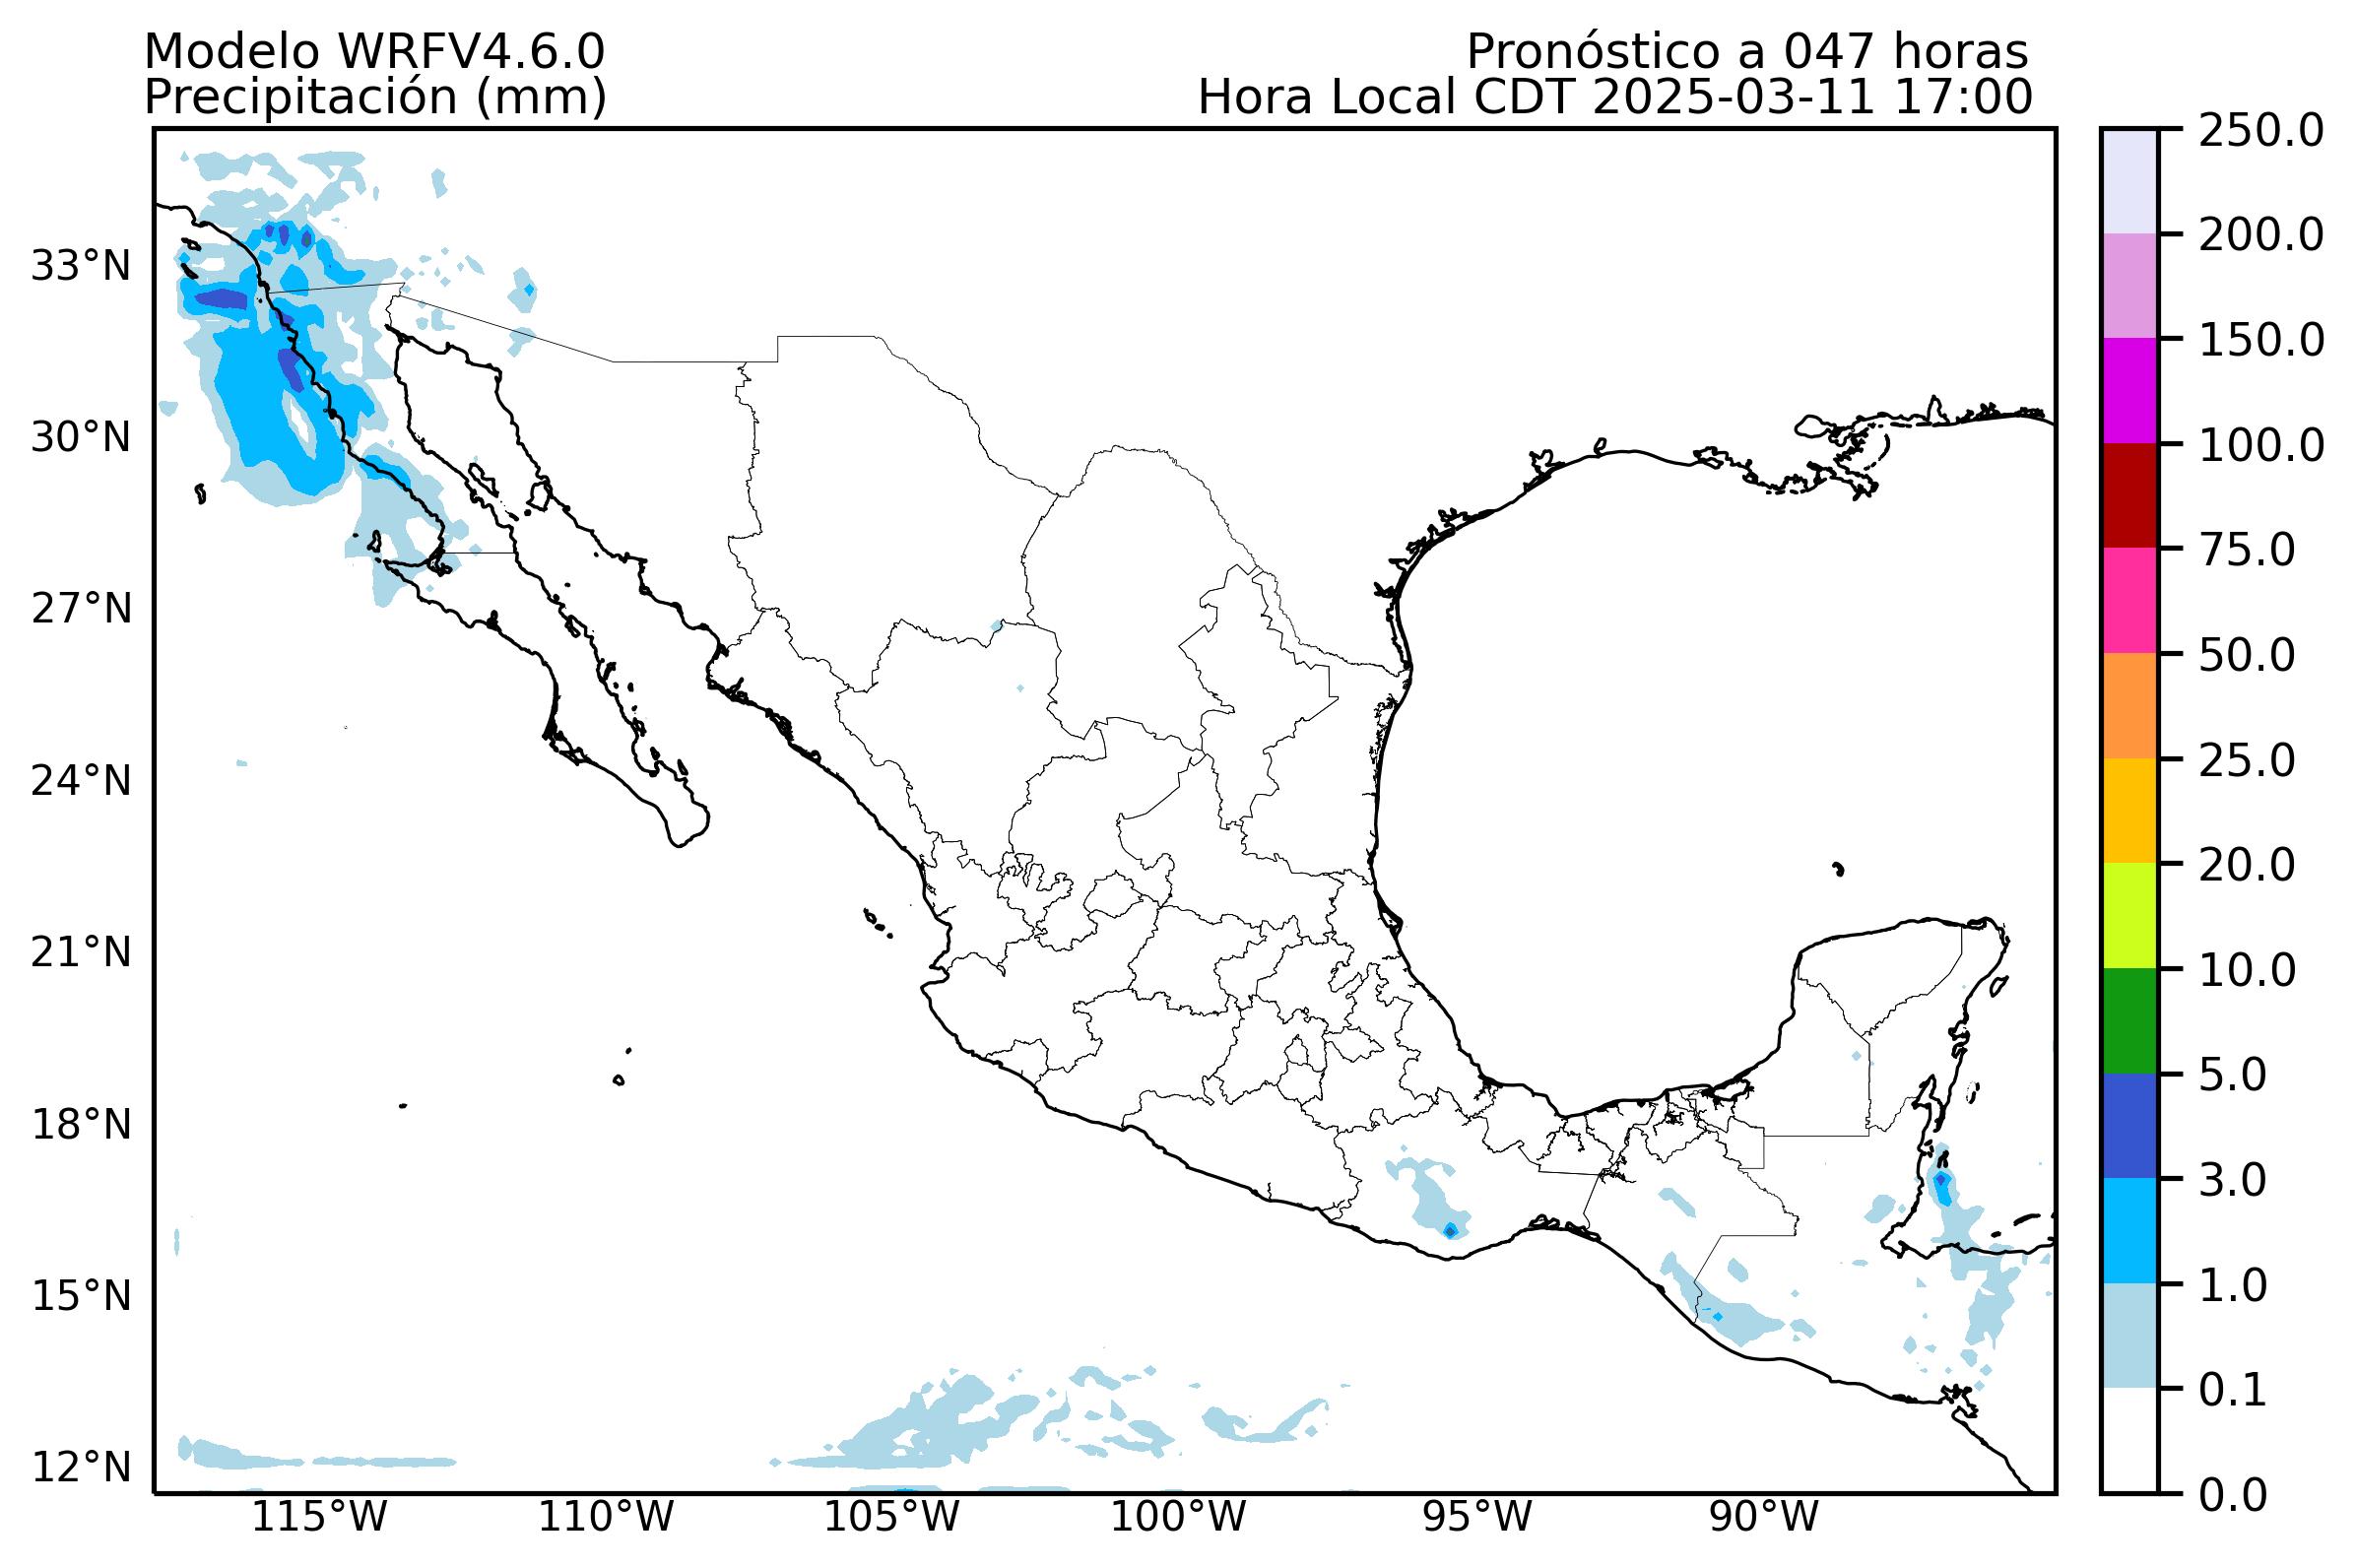 Modelo WRFV4.6.0
Pronóstico a 047 horas
Precipitación (mm)
Hora Local CDT 2025-03-11 17:00
250.0
200.0
150.0
100.0
75.0
50.0
25.0
20.0
10.0
5.0
3.0
1.0
0.1
0.0
33°N
30°N
27°N
24°N
21°N
18°N
15°N
12°N
115°W
110°W
105°W
100°W
95°W
90°W